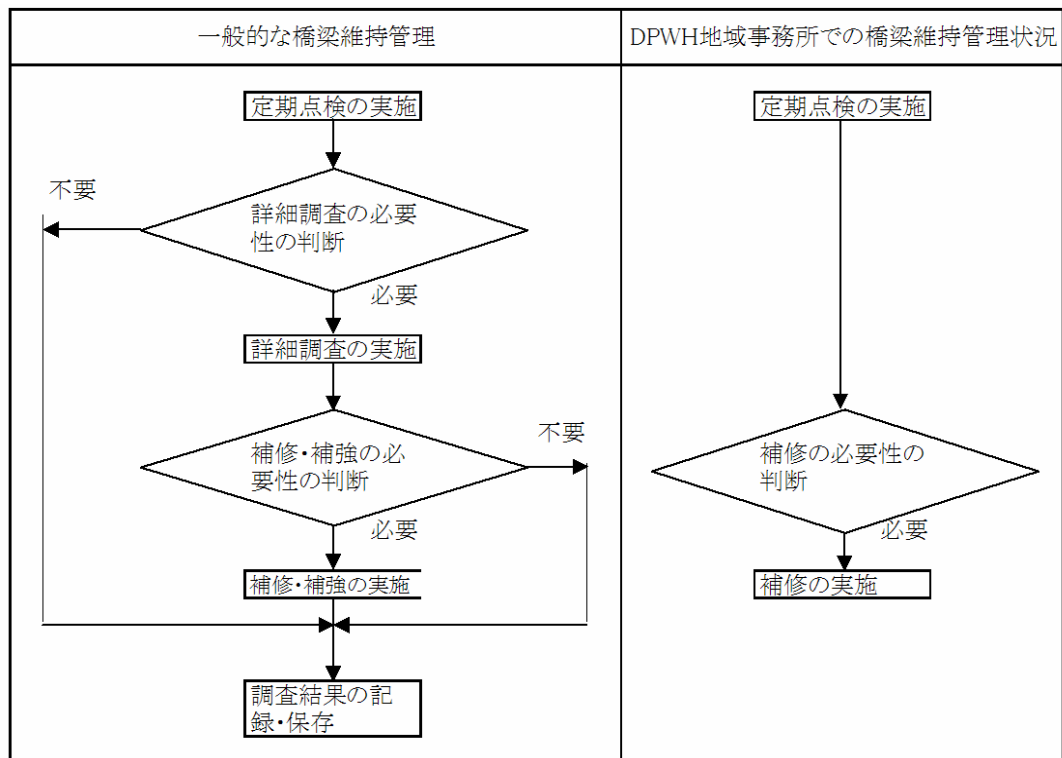 一般的な橋梁維持管理
DPWH地域事務所での橋梁維持管理状況
定期点検の実施
不要
詳細調査の必要
性の判断
必要
詳細調査の実施
不要
補修・補強の必
要性の判断
必要
補修・補強の実施
調査結果の記
録・保存
定期点検の実施
補修の必要性の
判断
必要
補修の実施